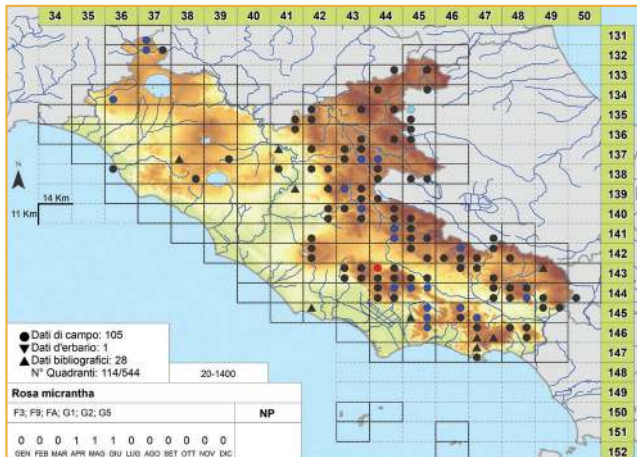 34 35 36 37 38 39 40 41 42 43 44 45 46 47 48 49 50
131
132
133
134
135
136
137
138
139
140
141
142
143
144
145
146
147
148
149
150
151
152
N
14 Km
11 Km
Dati di campo: 105
Dati d'erbario: 1
Dati bibliografici: 28
N° Quadranti: 114/544
20-1400
Rosa micrantha
F3; F9; FA; G1; G2; G5 NP
0 0 0 1 1 1 0 0 0 0 0 0
GEN FEB MAR APR MAG GIU LUG AGO SET OTT NOV DIC